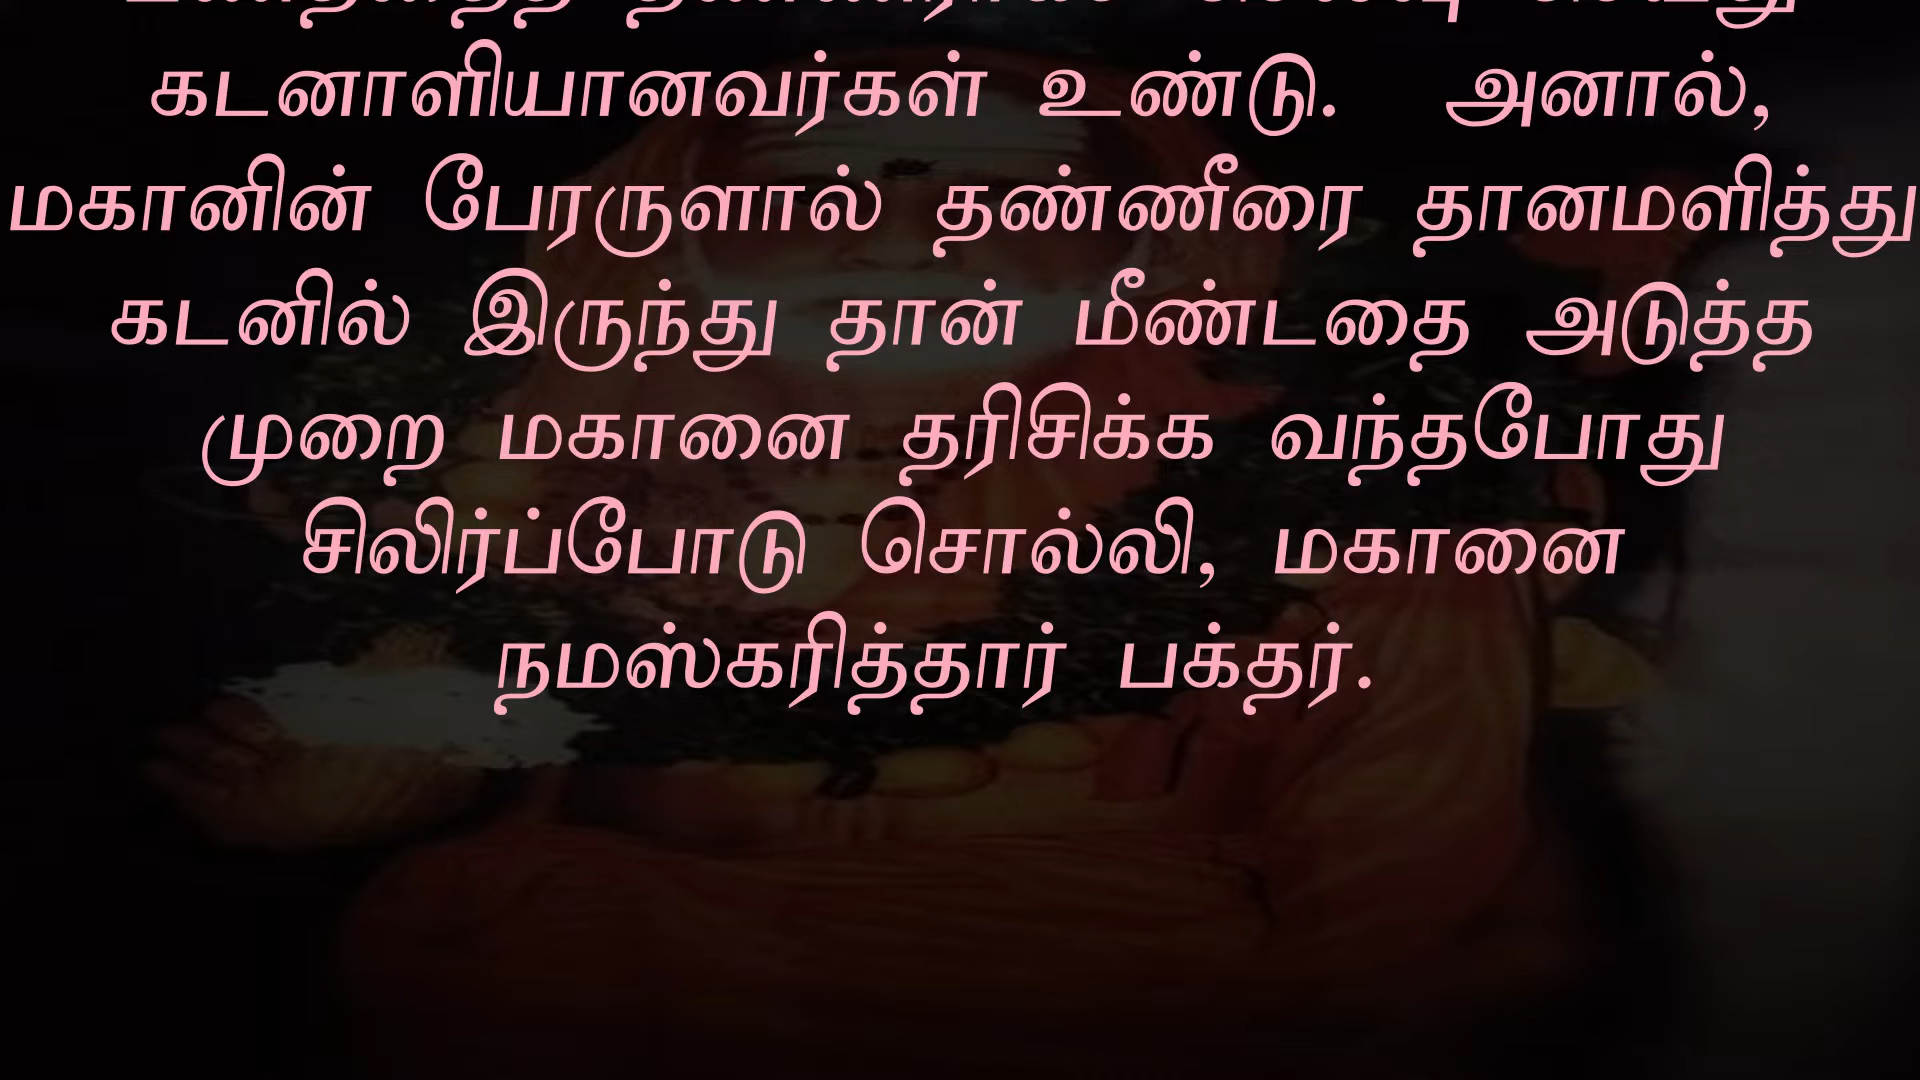 கடனாளியானவர்கள் உண்டு. அனால்,
மகானின் பேரருளால் தண்ணீரை தானமளித்து
கடனில் இருந்து தான் மீண்டதை அடுத்த
முறை மகானை தரிசிக்க வந்தபோது
சிலிர்ப்போடு சொல்லி, மகானை
நமஸ்கரித்தார் பக்தர்.